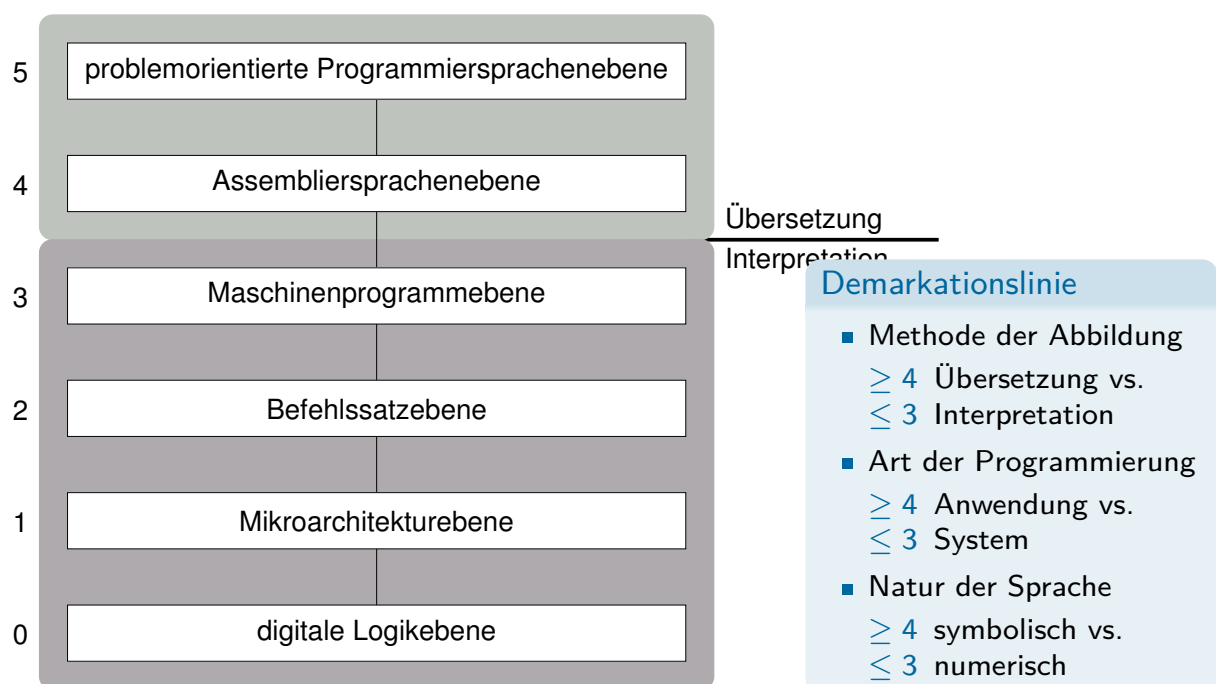 5 problemorientierte Programmiersprachenebene
4 Assembliersprachenebene
Übersetzung
Interpretation
3 Maschinenprogrammebene
2 Befehlssatzebene
1 Mikroarchitekturebene
0 digitale Logikebene
Demarkationslinie
■ Methode der Abbildung
≥ 4 Übersetzung vs.
≤ 3 Interpretation
■ Art der Programmierung
≥ 4 Anwendung vs.
≤ 3 System
■ Natur der Sprache
≥ 4 symbolisch vs.
≤ 3 numerisch